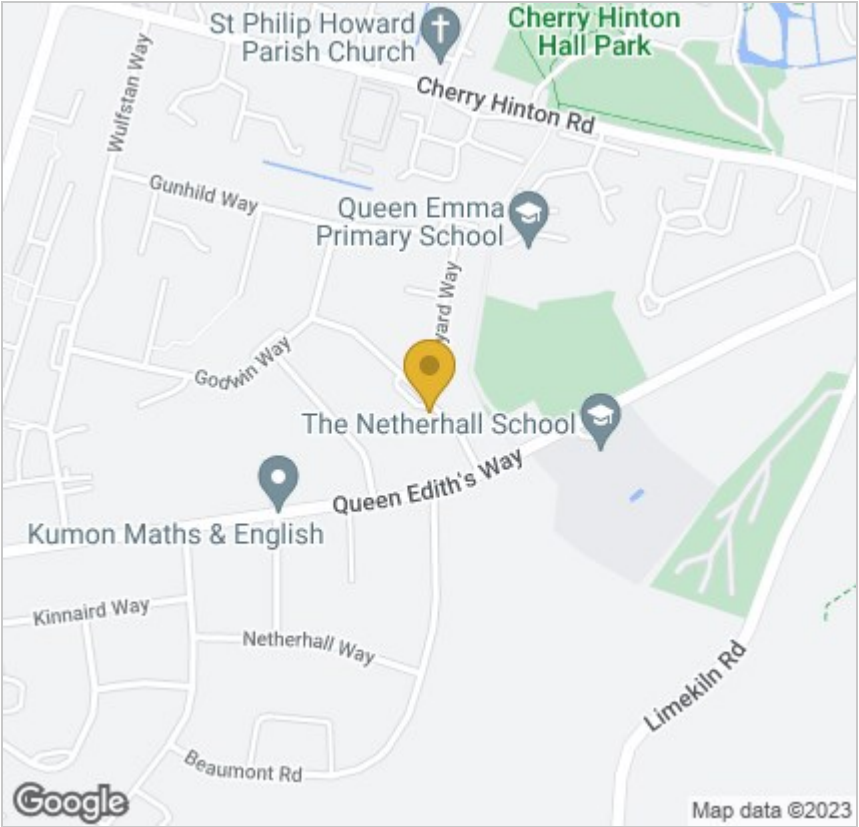 St Philip Howard
Parish Church
Cherry Hinton
Hall Park
Wulfstan Way
Cherry Hinton Rd
Gunhild Way
Queen Emma
Primary School
yard Way
Godwin Way
The Netherhall School
Queen Edith's Way
Kumon Maths & English
Kinnaird Way
Netherhall Way
Limekiln Rd
Beaumont Rd
Google
Map data ©2023